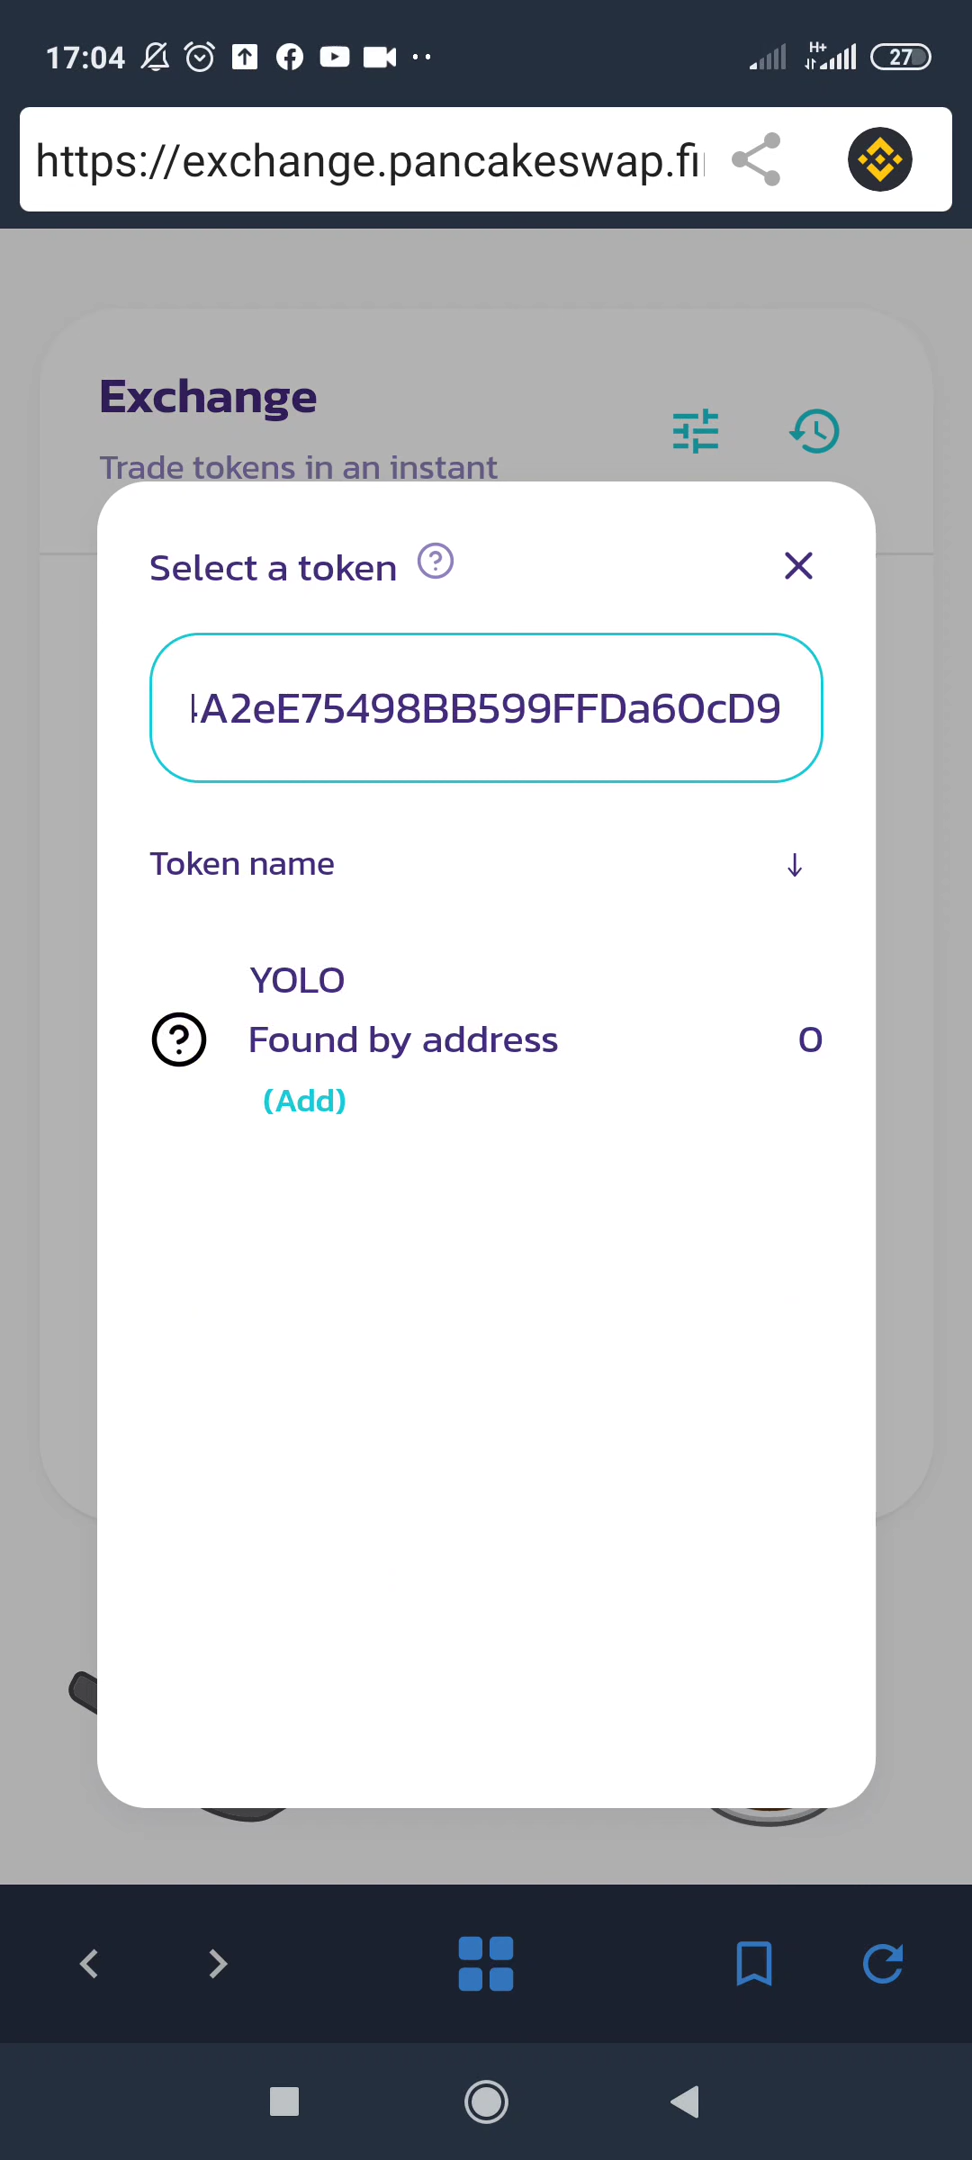 17:04
H+
27
https://exchange.pancakeswap.fi
Exchange
Trade tokens in an instant
Select a token
4A2eE75498BB599FFDa60cD9
Token name
YOLO
Found by address
0
(Add)